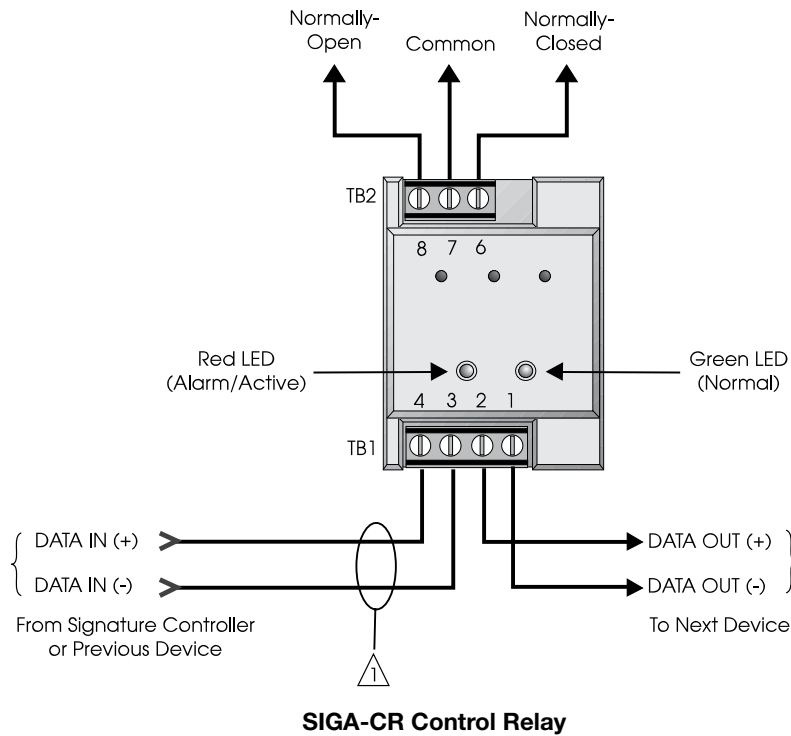 Normally-
Open
Common
Normally-
Closed
TB2
8 7 6
Red LED
(Alarm/Active)
Green LED
(Normal)
4 3 2 1
TB1
DATA IN (+)
DATA OUT (+)
DATA IN (-)
DATA OUT (-)
From Signature Controller
or Previous Device
To Next Device
1
SIGA-CR Control Relay